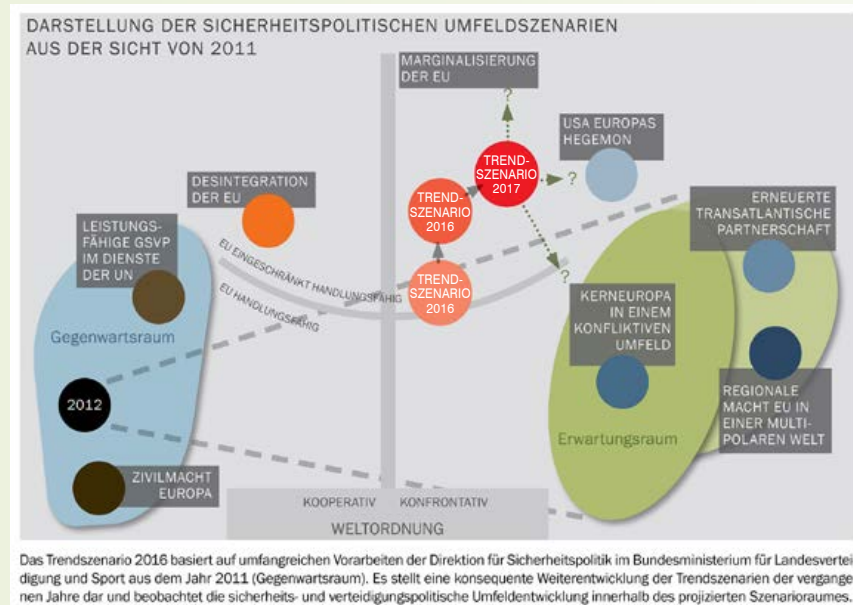 DARSTELLUNG DER SICHERHEITSPOLITISCHEN UMFELDSZENARIEN
AUS DER SICHT VON 2011
MARGINALISIERUNG
DER EU
?
USA EUROPAS
HEGEMON
TREND-
SZENARIO
2017
?
DESINTEGRATION
DER EU
TREND-
SZENARIO
2016
ERNEUERTE
TRANSATLANTISCHE
PARTNERSCHAFT
LEISTUNGS-
FÄHIGE GSVP
IM DIENSTE
DER UN
EU EINGESCHRÄNKT HANDLUNGSFÄHIG
EU HANDLUNGSFÄHIG
TREND-
SZENARIO
2016
?
KERNEUROPA
IN EINEM
KONFLIKTIVEN
UMFELD
Gegenwartsraum
2012
REGIONALE
MACHT EU IN
EINER MULTI-
POLAREN WELT
Erwartungsraum
ZIVILMACHT
EUROPA
KOOPERATIV KONFRONTATIV
WELTORDNUNG
Das Trendszenario 2016 basiert auf umfangreichen Vorarbeiten der Direktion für Sicherheitspolitik im Bundesministerium für Landesvertei
digung und Sport aus dem Jahr 2011 (Gegenwartsraum). Es stellt eine konsequente Weiterentwicklung der Trendszenarien der vergange
nen Jahre dar und beobachtet die sicherheits- und verteidigungspolitische Umfeldentwicklung innerhalb des projizierten Szenarioraumes.